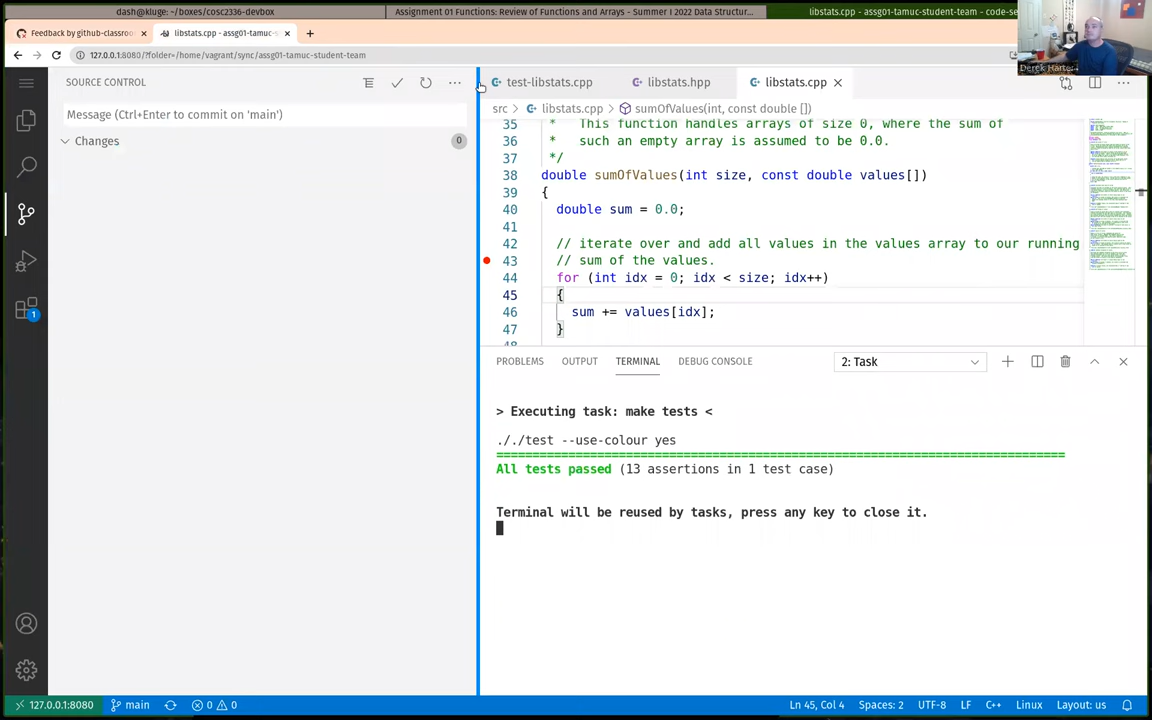 dash@kluge: ~/boxes/cosc2336-devbox
Assignment 01 Functions: Review of Functions and Arrays - Summer I 2022 Data Structur...
libstats.cpp - assg01-tamuc-student-team - code-se
Feedback by github-classroo
libstats.cpp - assg01-tamuc-s
127.0.0.1:8080/?folder=/home/vagrant/sync/assg01-tamuc-student-team
Derek Harter
SOURCE CONTROL
Message (Ctrl+Enter to commit on 'main')
Changes
0
1
test-libstats.cpp
libstats.hpp
libstats.cpp
src > libstats.cpp > sumOfValues(int, const double [])
35 * This function handles arrays of size 0, where the sum of
36 * such an empty array is assumed to be 0.0.
37 */
38 double sumOfValues(int size, const double values[])
39 {
40 double sum = 0.0;
41
42 // iterate over and add all values in the values array to our running
43 // sum of the values.
44 for (int idx = 0; idx < size; idx++)
45 {
46 sum += values[idx];
47 }
48
PROBLEMS
OUTPUT
TERMINAL
DEBUG CONSOLE
2: Task
> Executing task: make tests <
././test --use-colour yes
===============================================================================
All tests passed (13 assertions in 1 test case)
Terminal will be reused by tasks, press any key to close it.
127.0.0.1:8080
main
0
0
Ln 45, Col 4
Spaces: 2
UTF-8
LF
C++
Linux
Layout: us